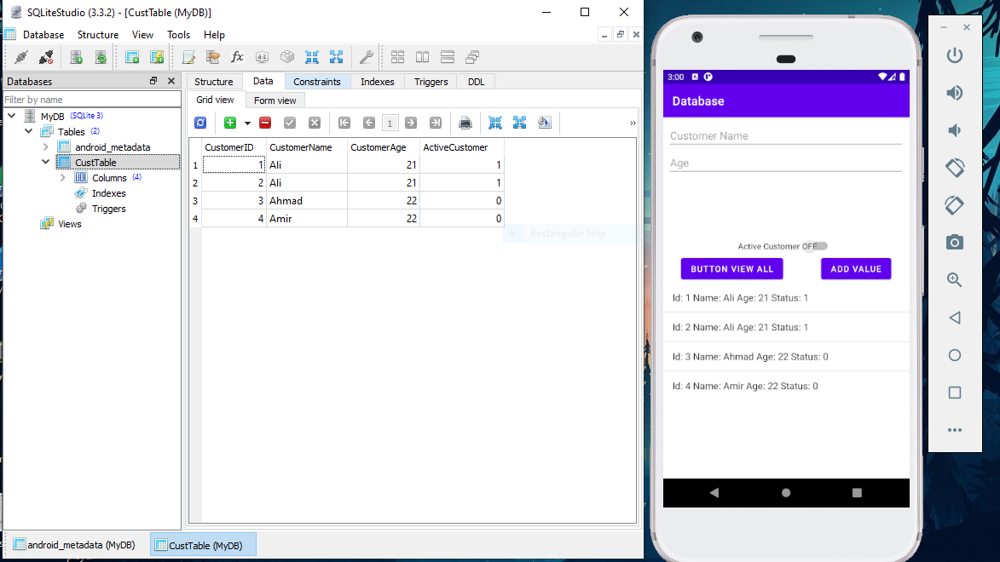 SQLiteStudio (3.3.2) - [CustTable (MyDB)]
Database Structure View Tools Help
Databases
Filter by name
MyDB (SQLite 3)
Tables (2)
android_metadata
CustTable
Columns (4)
Indexes
Triggers
Views
Structure Data Constraints Indexes Triggers DDL
Grid view Form view
1
CustomerID CustomerName CustomerAge ActiveCustomer
1 1 Ali 21 1
2 2 Ali 21 1
3 3 Ahmad 22 0
4 4 Amir 22 0
Rectangular Snip
android_metadata (MyDB) CustTable (MyDB)
3:00
Database
Customer Name
Age
Active Customer OFF
BUTTON VIEW ALL ADD VALUE
Id: 1 Name: Ali Age: 21 Status: 1
Id: 2 Name: Ali Age: 21 Status: 1
Id: 3 Name: Ahmad Age: 22 Status: 0
Id: 4 Name: Amir Age: 22 Status: 0